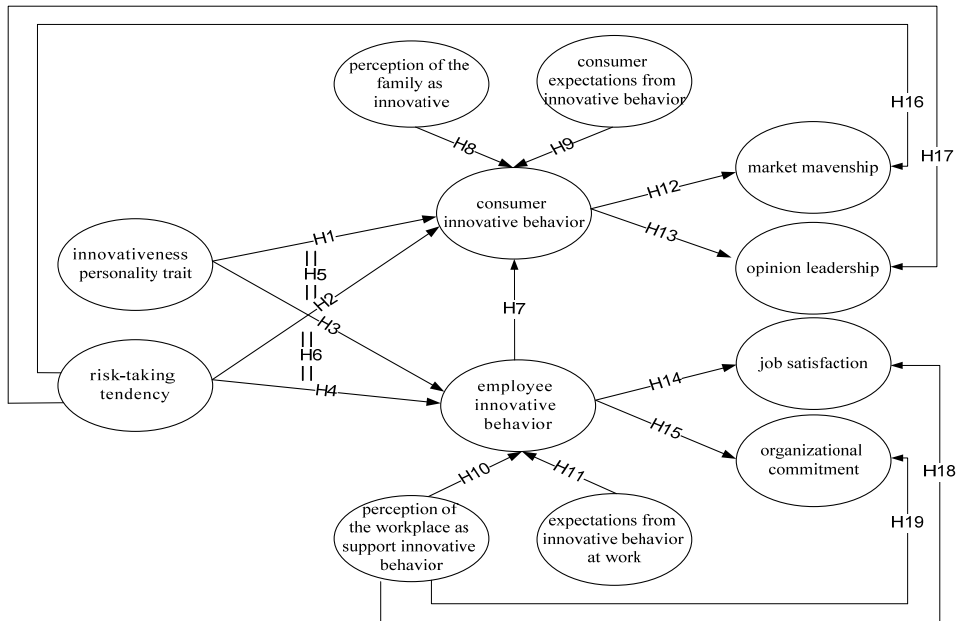 perception of the
family as
innovative
consumer
expectations from
innovative behavior
H16
H8
H9
H17
market mavenship
H12
consumer
innovative behavior
H13
H1
innovativeness
personality trait
opinion leadership
H5
H2
H7
H3
H6
risk-taking
tendency
H4
employee
innovative
behavior
H14
job satisfaction
H15
organizational
commitment
H10
H11
H18
perception of
the workplace as
support innovative
behavior
expectations from
innovative behavior
at work
H19